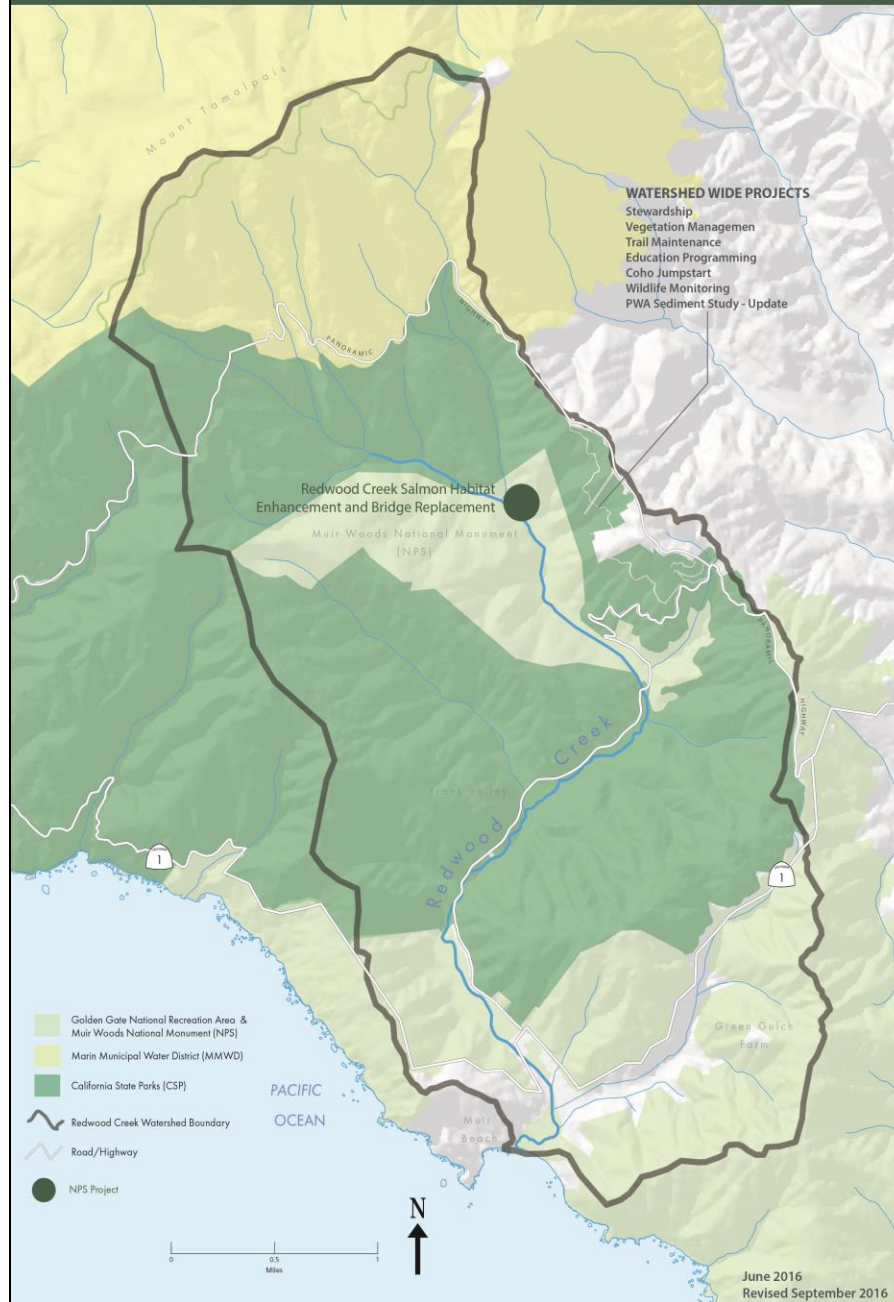 Mount Tamalpais
WATERSHED WIDE PROJECTS
Stewardship
Vegetation Managemen
Trail Maintenance
Education Programming
Coho Jumpstart
Wildlife Monitoring
PWA Sediment Study - Update
HIGHWAY
PANORAMIC
Redwood Creek Salmon Habitat
Enhancement and Bridge Replacement
Muir Woods National Monument
(NPS)
PANORAMIC
HIGHWAY
Redwood Creek
Frank Valley
CALIFORNIA
1
CALIFORNIA
1
Green Gulch
Farm
Golden Gate National Recreation Area &
Muir Woods National Monument (NPS)
Marin Municipal Water District (MMWD)
California State Parks (CSP)
Redwood Creek Watershed Boundary
Road/Highway
NPS Project
PACIFIC
OCEAN
Muir
Beach
N
0 0.5 1
Miles
June 2016
Revised September 2016